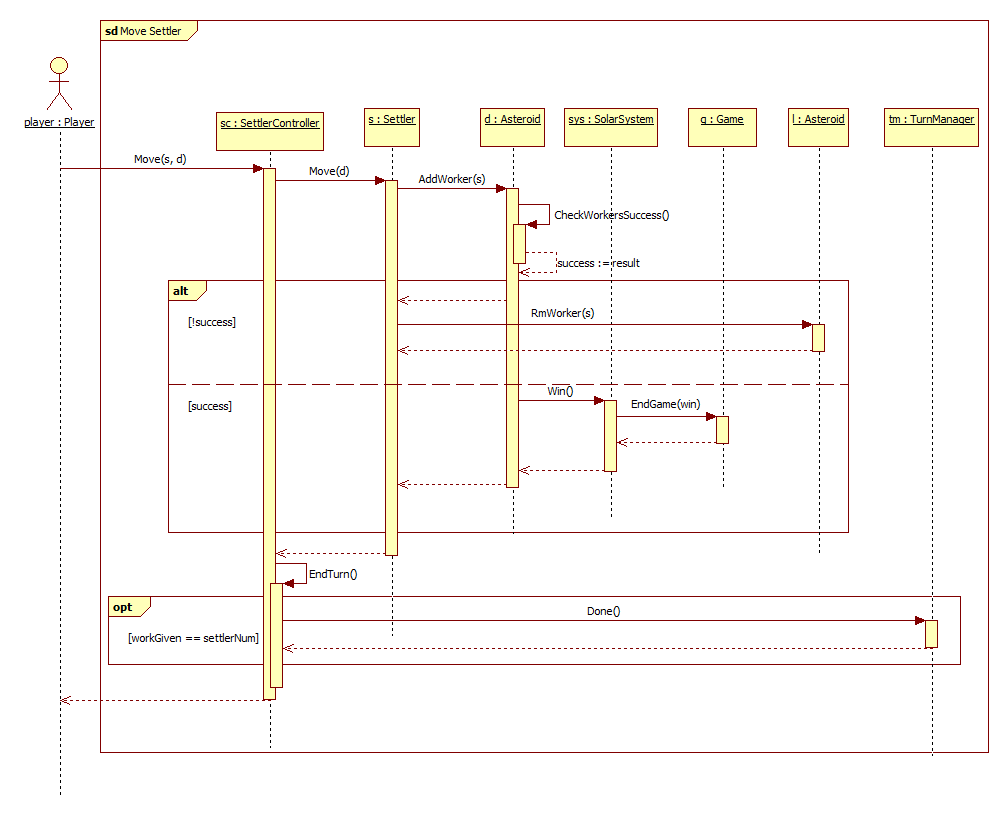 sd Move Settler
player : Player
sc : SettlerController
s : Settler
d : Asteroid
sys : SolarSystem
g : Game
l : Asteroid
tm : TurnManager
Move(s, d)
Move(d)
AddWorker(s)
CheckWorkersSuccess()
success := result
alt
[!success]
RmWorker(s)
[success]
Win()
EndGame(win)
EndTurn()
opt
Done()
[workGiven == settlerNum]